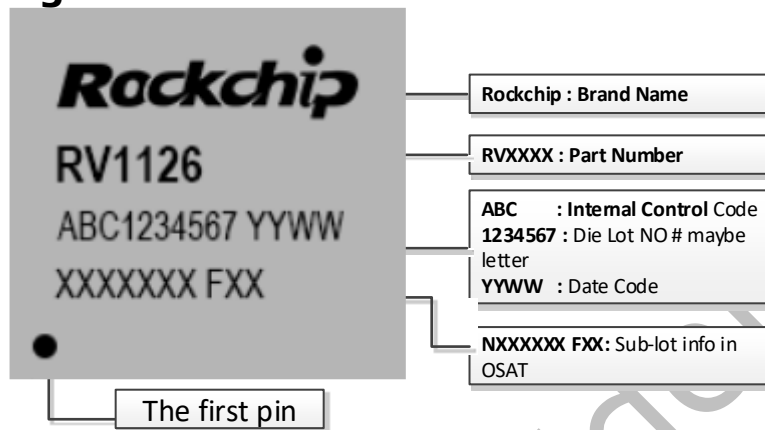 Rockchip
RV1126
ABC1234567 YYWW
XXXXXXX FXX
The first pin
Rockchip : Brand Name
RVXXXX : Part Number
ABC : Internal Control Code
1234567 : Die Lot NO # maybe
letter
YYWW : Date Code
NXXXXXX FXX: Sub-lot info in
OSAT